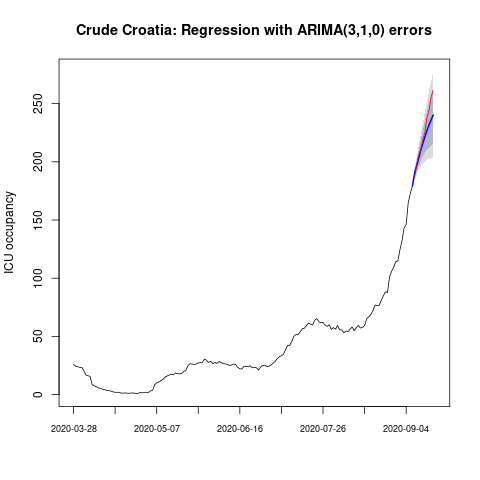 Crude Croatia: Regression with ARIMA(3,1,0) errors
ICU occupancy
250
200
150
100
50
0
2020-03-28 2020-05-07 2020-06-16 2020-07-26 2020-09-04